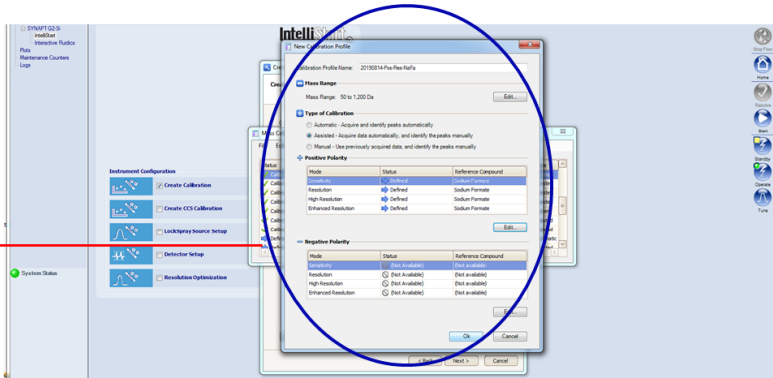 SYNAPT G2-Si
IntelliStart
Interactive Fluidics
Plots
Maintenance Counters
Logs
System Status
Instrument Configuration
Create Calibration
Create CCS Calibration
LockSpray Source Setup
Detector Setup
Resolution Optimization
IntelliStart
New Calibration Profile
Calibration Profile Name: 20190814-Pos-Res-NaFa
Mass Range
Mass Range: 50 to 1,200 Da
Edit...
Type of Calibration
Automatic - Acquire and identify peaks automatically
Assisted - Acquire data automatically, and identify the peaks manually
Manual - Use previously acquired data, and identify the peaks manually
Positive Polarity
Mode Status Reference Compound
Sensitivity Defined Sodium Formate
Resolution Defined Sodium Formate
High Resolution Defined Sodium Formate
Enhanced Resolution Defined Sodium Formate
Edit...
Negative Polarity
Mode Status Reference Compound
Sensitivity (Not Available) (Not available)
Resolution (Not Available) (Not available)
High Resolution (Not Available) (Not available)
Enhanced Resolution (Not Available) (Not available)
Edit...
Ok Cancel
< Back Next > Cancel
Stop Flow
Home
Resolve
Standby
Operate
Tune